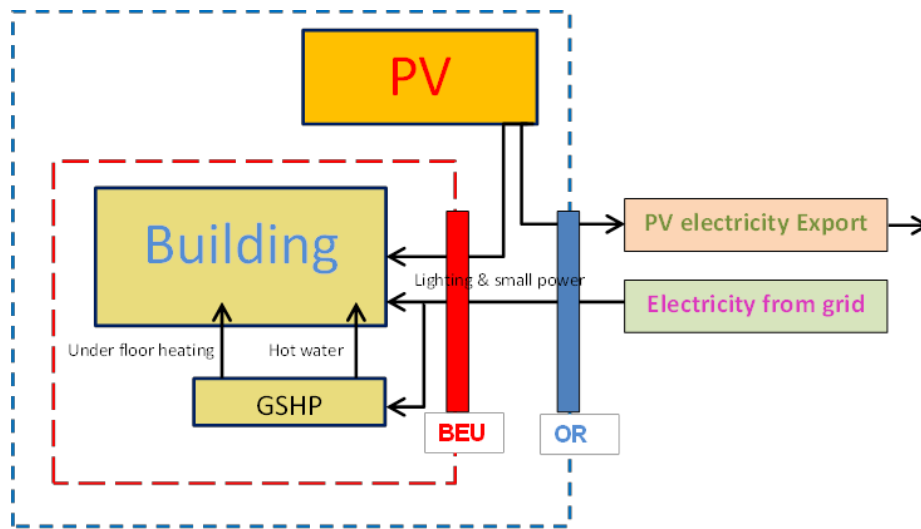 PV
Building
PV electricity Export
Lighting & small power
Electricity from grid
Under floor heating
Hot water
GSHP
BEU
OR